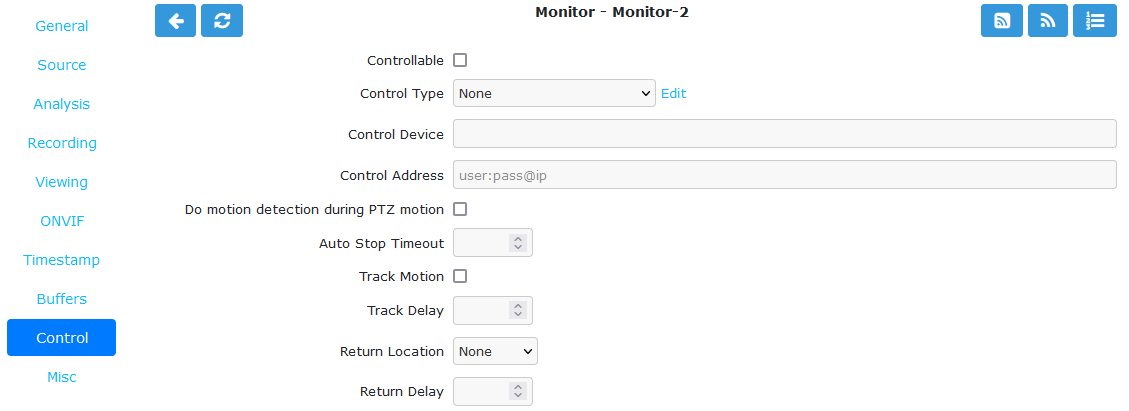 Monitor - Monitor-2
General
Source
Analysis
Recording
Viewing
ONVIF
Timestamp
Buffers
Control
Misc
Controllable
Control Type None Edit
Control Device
Control Address user:pass@ip
Do motion detection during PTZ motion
Auto Stop Timeout
Track Motion
Track Delay
Return Location None
Return Delay